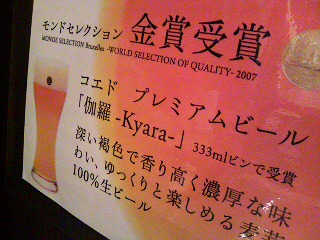 モンドセレクション 金賞受賞
MONDE SELECTION Bruxelles -WORLD SELECTION OF QUALITY- 2007
コエド プレミアムビール
「伽羅 -Kyara-」333mlビンで受賞
深い褐色で香り高く濃厚な味
わい、ゆっくりと楽しめる麦芽
100%生ビール